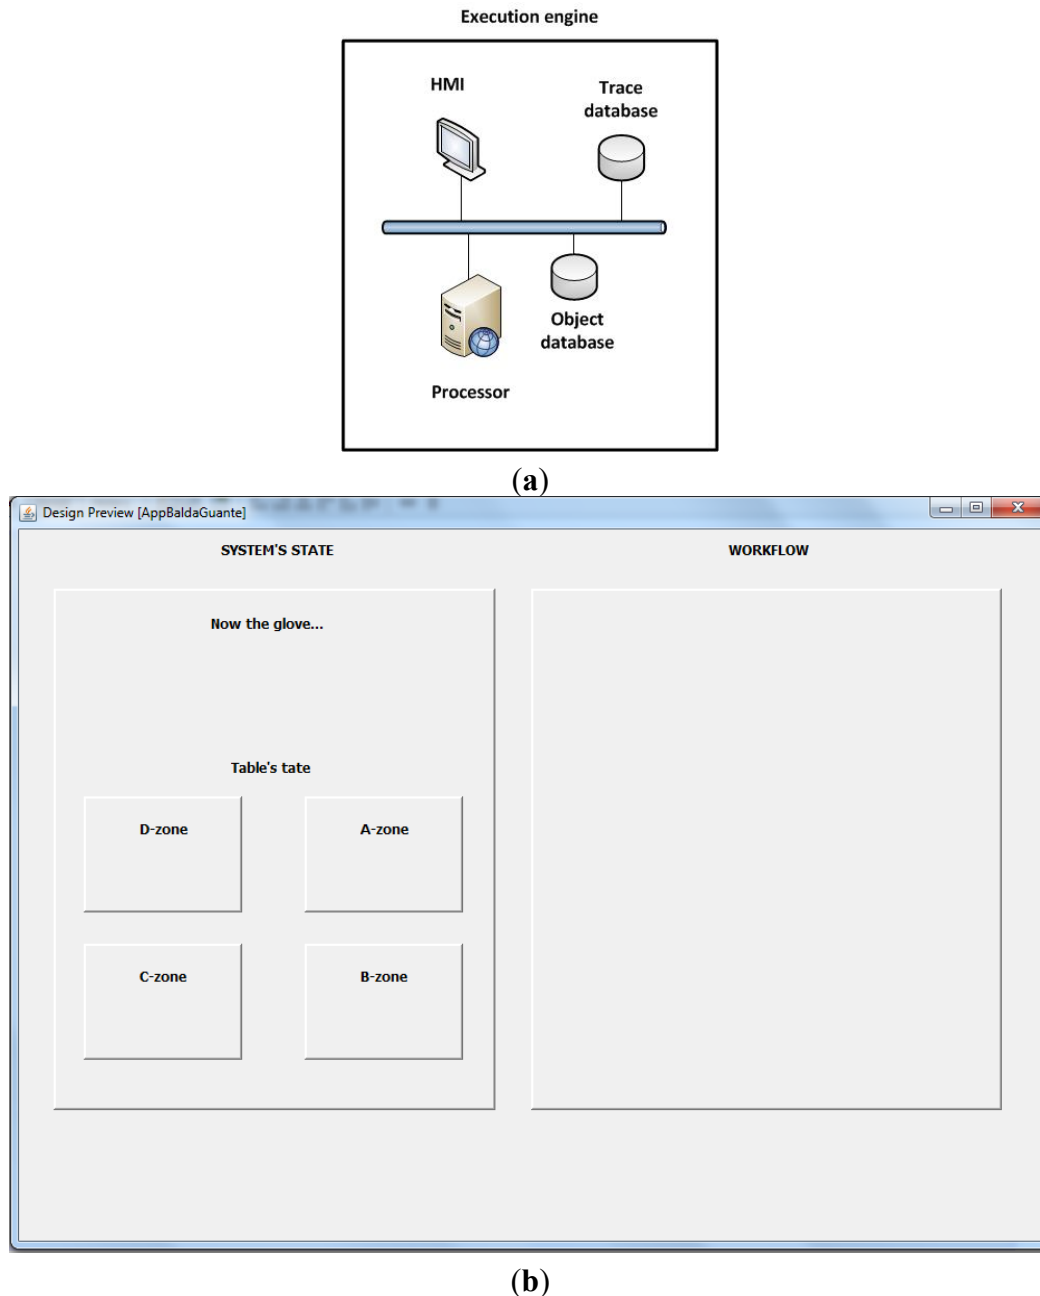 Execution engine
HMI
Trace
database
Object
database
Processor
(a)
Design Preview [AppBaldaGuante]
SYSTEM'S STATE
WORKFLOW
Now the glove...
Table's tate
D-zone
A-zone
C-zone
B-zone
(b)